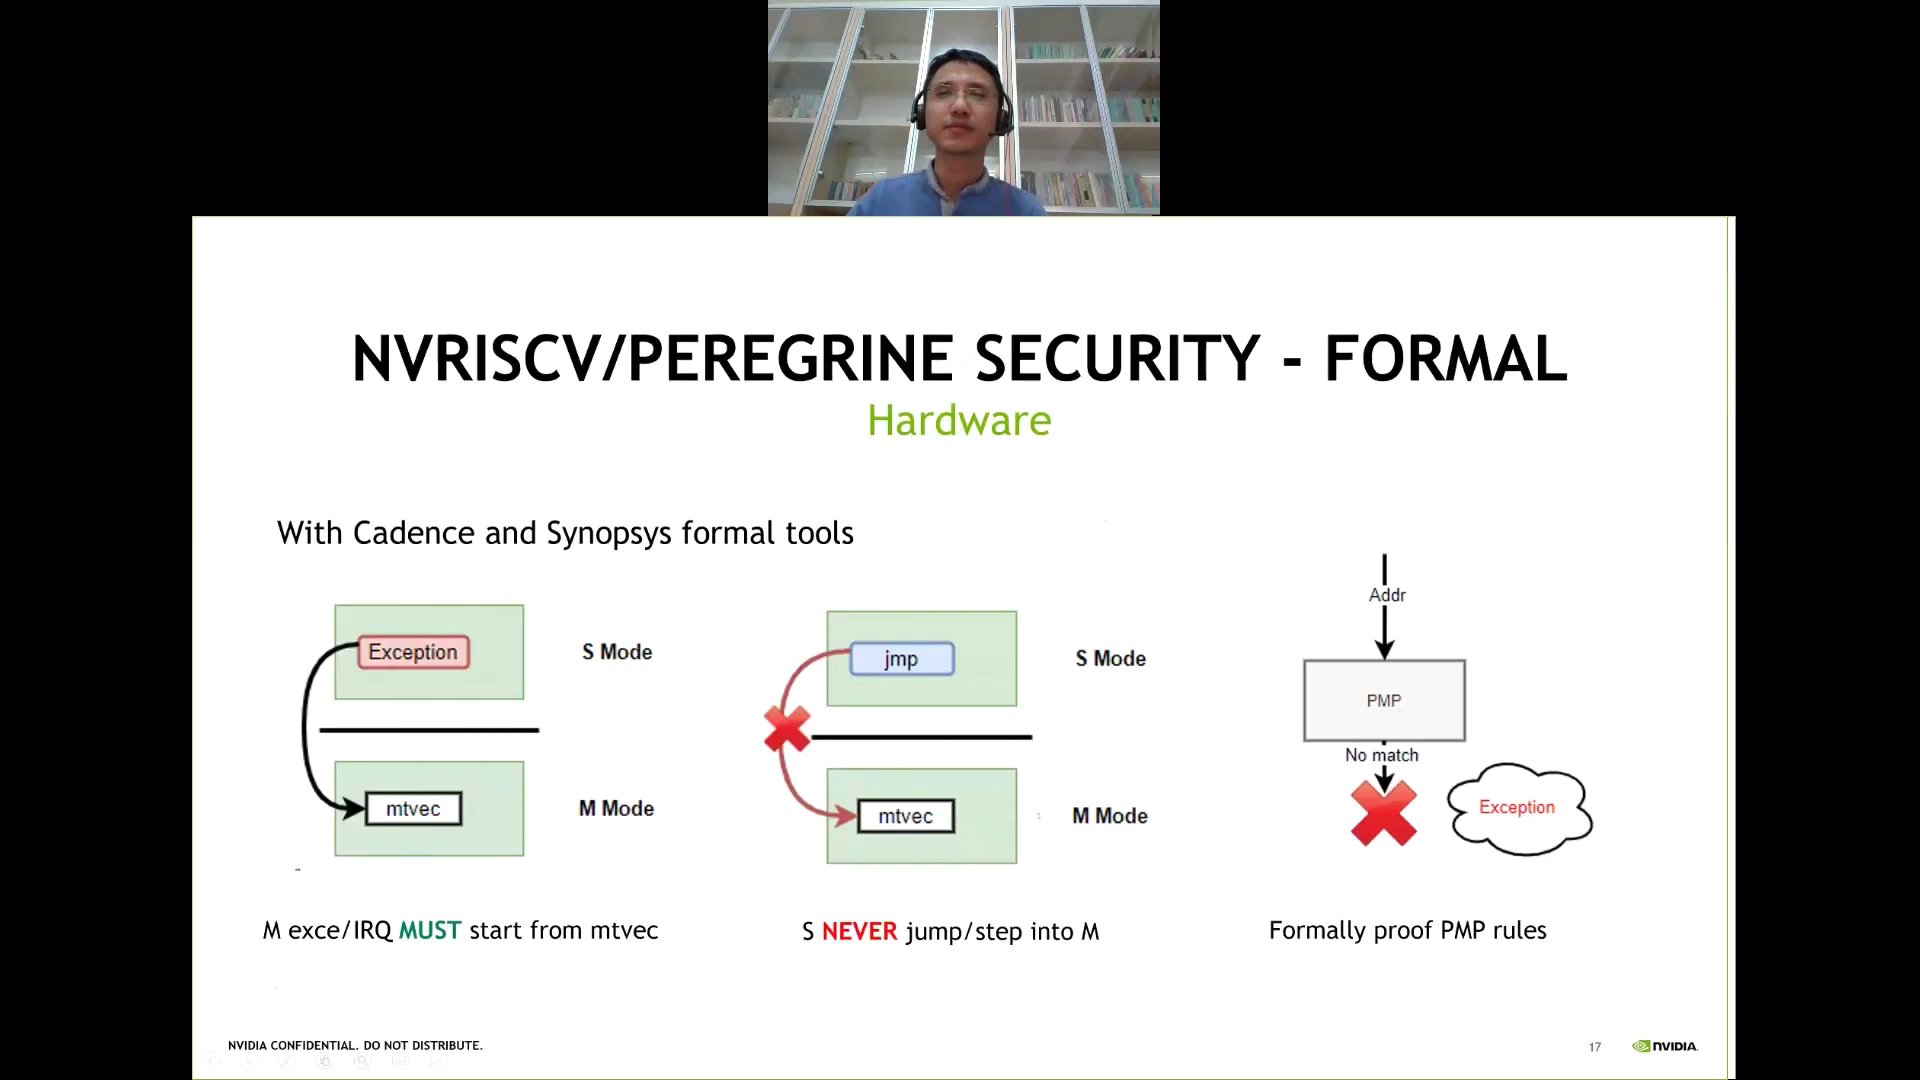 NVRISCV/PEREGRINE SECURITY - FORMAL
Hardware
With Cadence and Synopsys formal tools
Exception
S Mode
mtvec
M Mode
M exce/IRQ MUST start from mtvec
jmp
S Mode
mtvec
M Mode
S NEVER jump/step into M
Addr
PMP
No match
Exception
Formally proof PMP rules
NVIDIA CONFIDENTIAL. DO NOT DISTRIBUTE.
17
NVIDIA.